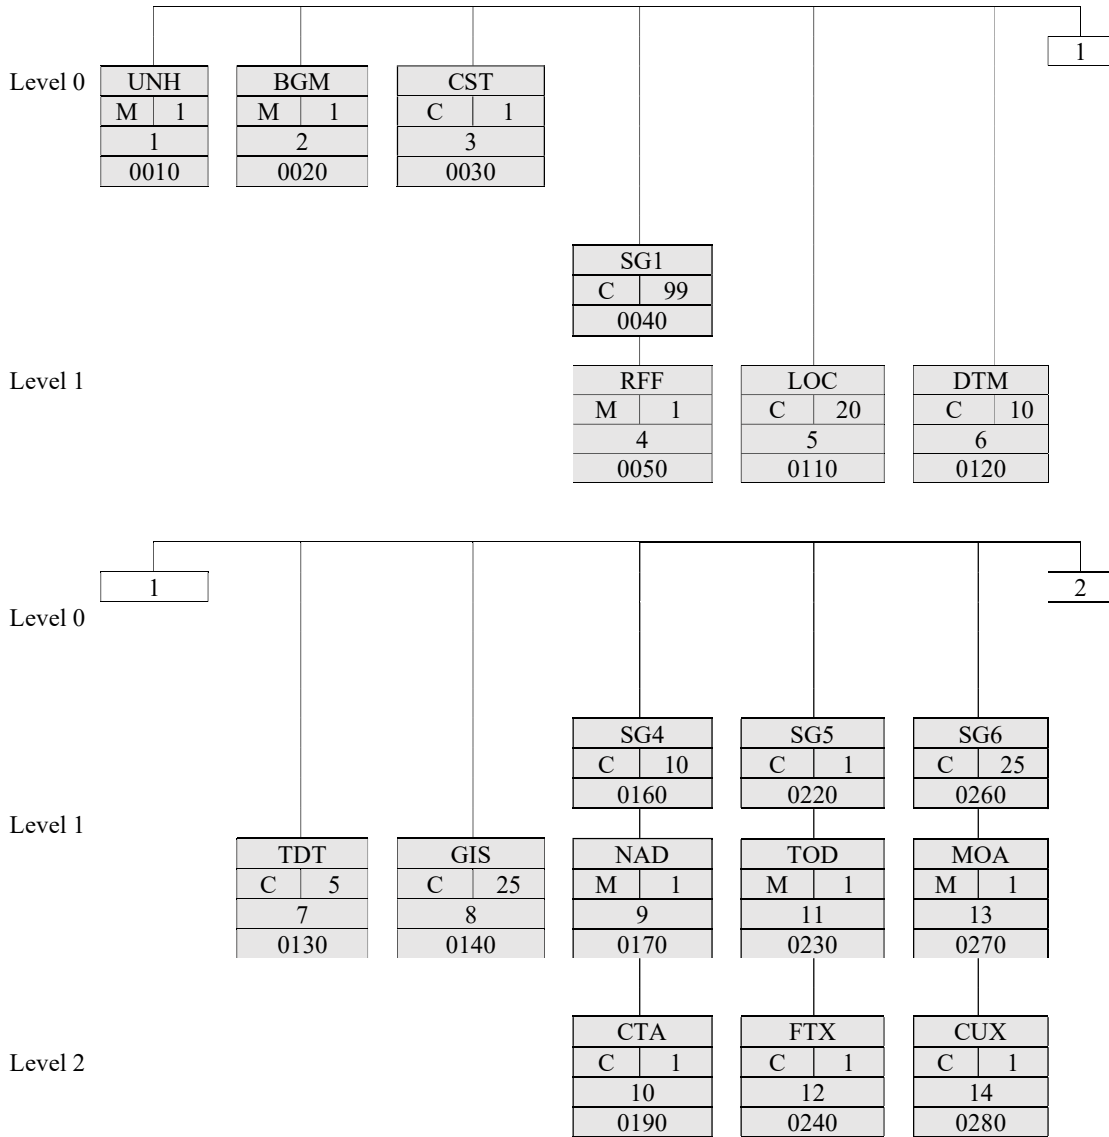 1
Level 0 UNH BGM CST
M 1 M 1 C 1
1 2 3
0010 0020 0030
SG1
C 99
0040
Level 1 RFF LOC DTM
M 1 C 20 C 10
4 5 6
0050 0110 0120
1 2
Level 0
SG4 SG5 SG6
C 10 C 1 C 25
0160 0220 0260
Level 1
TDT GIS NAD TOD MOA
C 5 C 25 M 1 M 1 M 1
7 8 9 11 13
0130 0140 0170 0230 0270
CTA FTX CUX
Level 2 C 1 C 1 C 1
10 12 14
0190 0240 0280